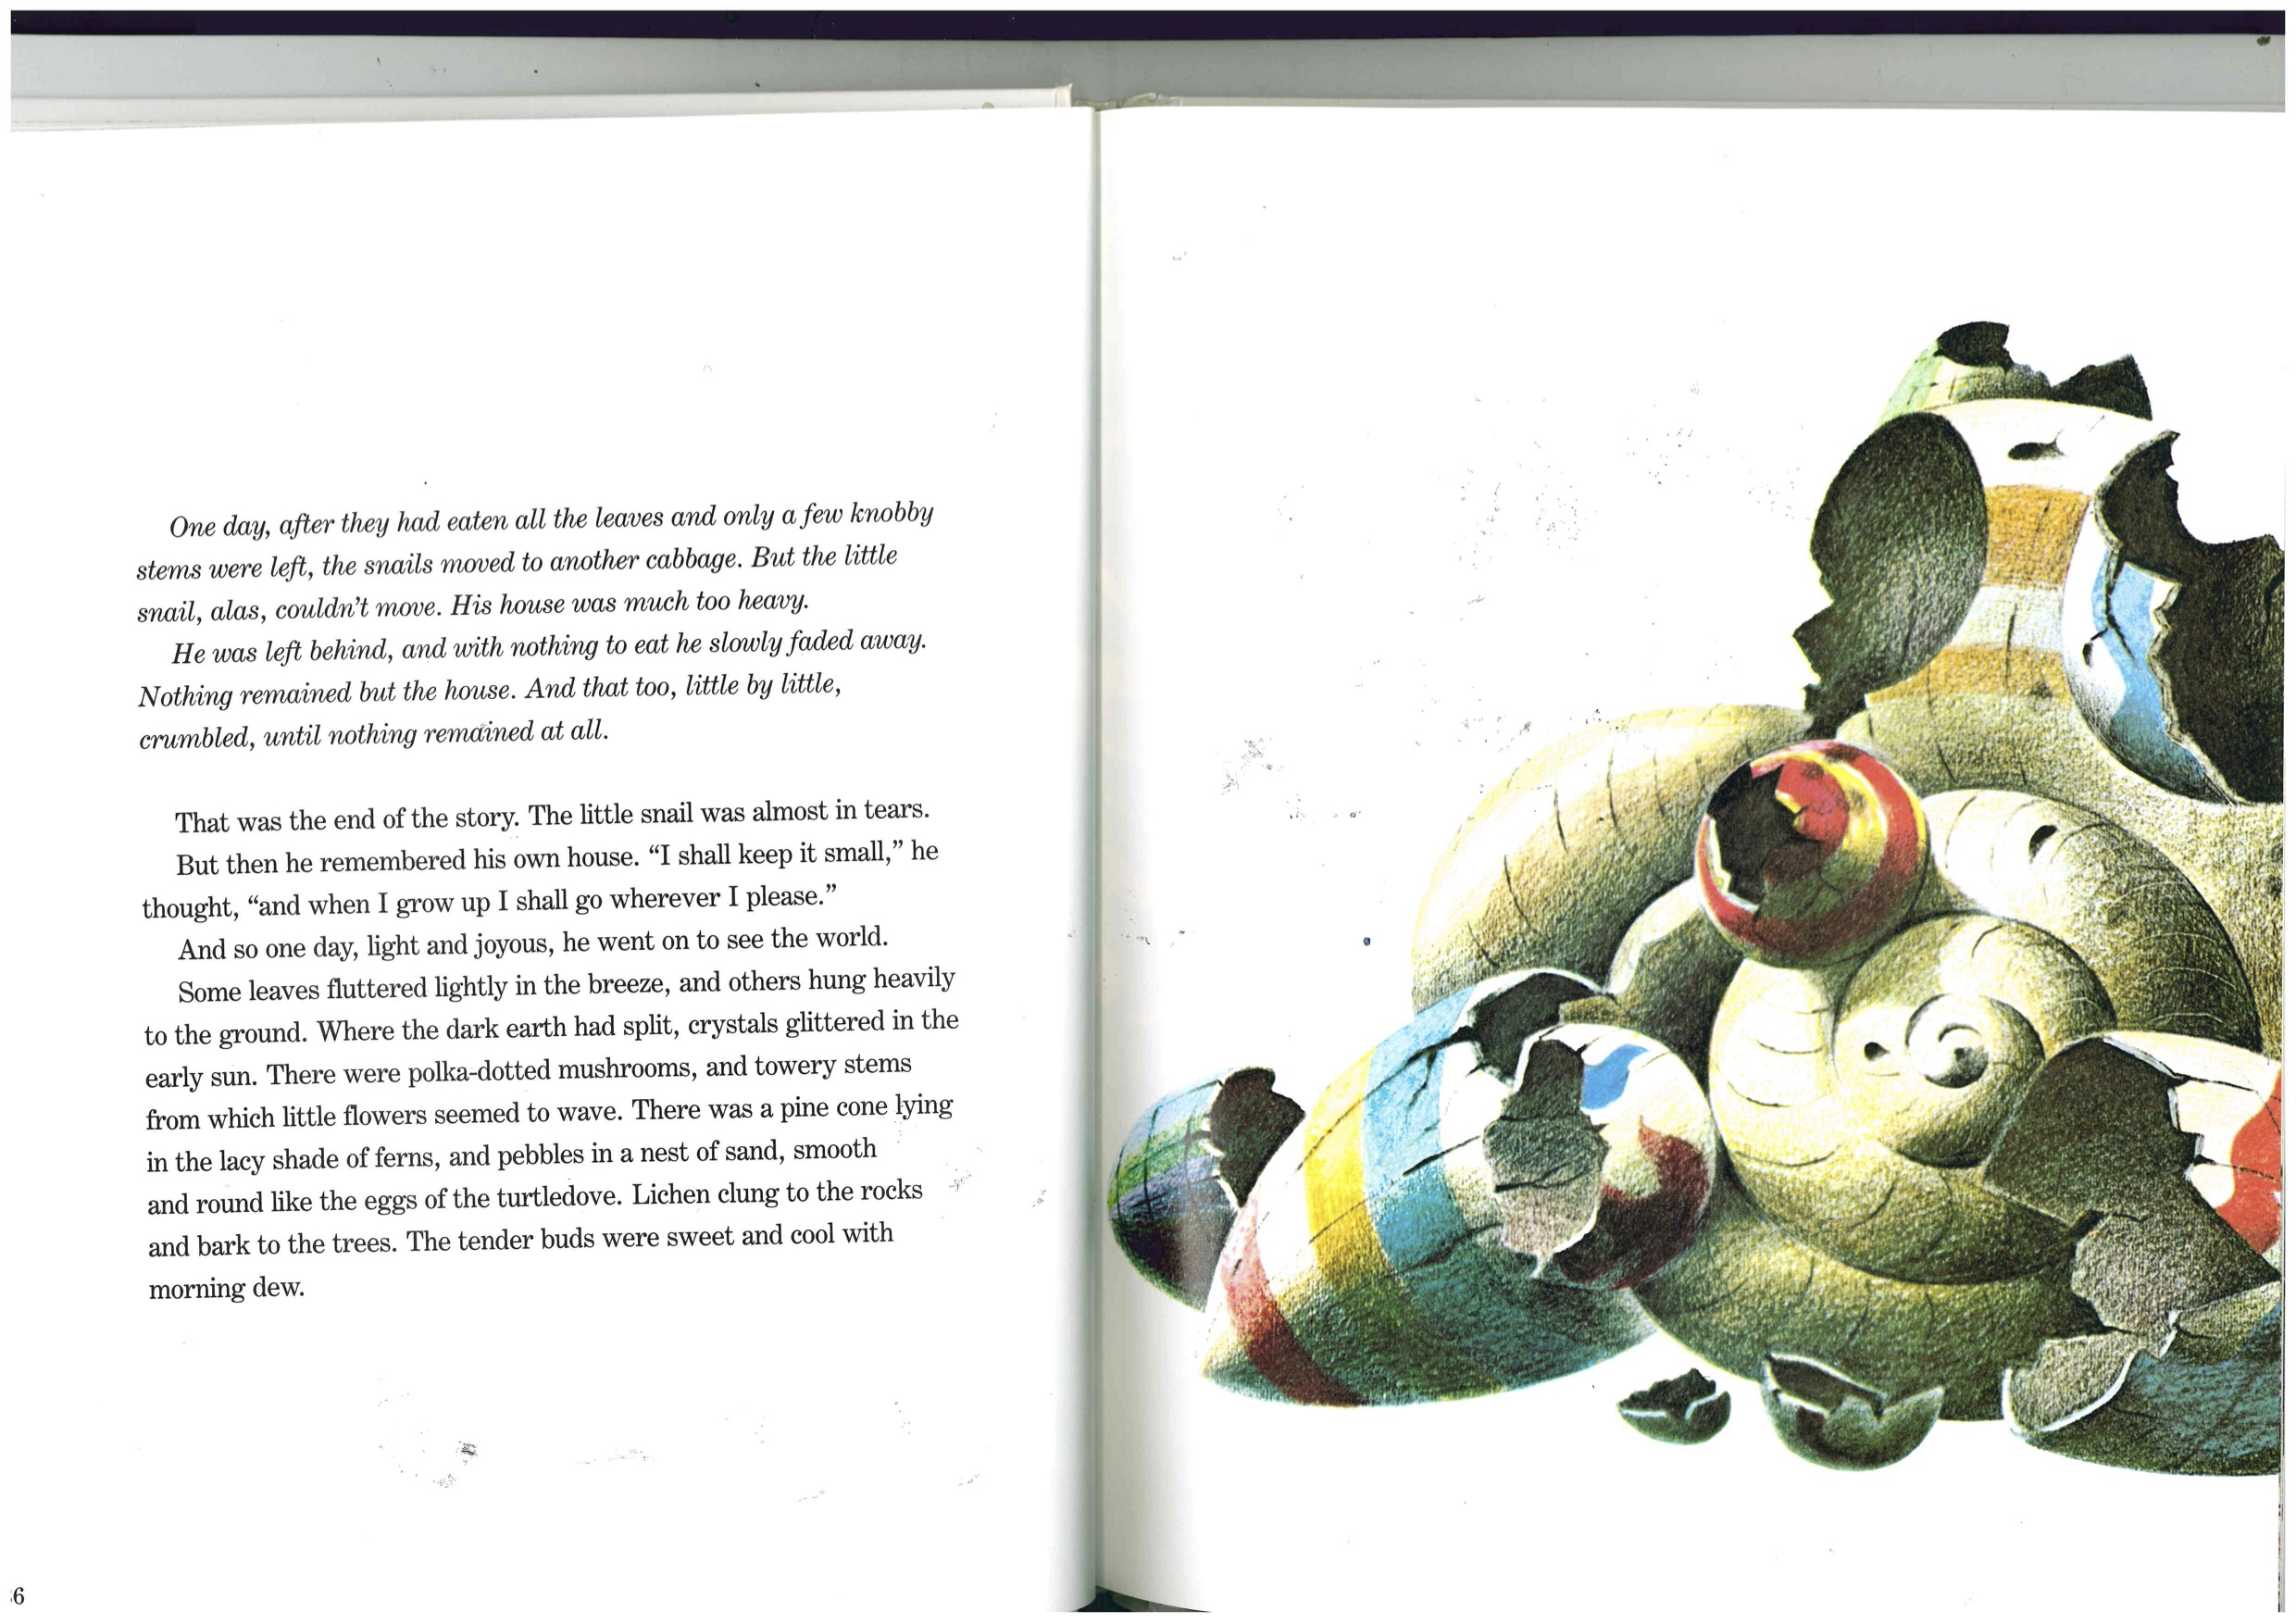 One day, after they had eaten all the leaves and only a few knobby
stems were left, the snails moved to another cabbage. But the little
snail, alas, couldn't move. His house was much too heavy.
He was left behind, and with nothing to eat he slowly faded away.
Nothing remained but the house. And that too, little by little,
crumbled, until nothing remained at all.
That was the end of the story. The little snail was almost in tears.
But then he remembered his own house. “I shall keep it small,” he
thought, “and when I grow up I shall go wherever I please.”
And so one day, light and joyous, he went on to see the world.
Some leaves fluttered lightly in the breeze, and others hung heavily
to the ground. Where the dark earth had split, crystals glittered in the
early sun. There were polka-dotted mushrooms, and towery stems
from which little flowers seemed to wave. There was a pine cone lying
in the lacy shade of ferns, and pebbles in a nest of sand, smooth
and round like the eggs of the turtledove. Lichen clung to the rocks
and bark to the trees. The tender buds were sweet and cool with
morning dew.